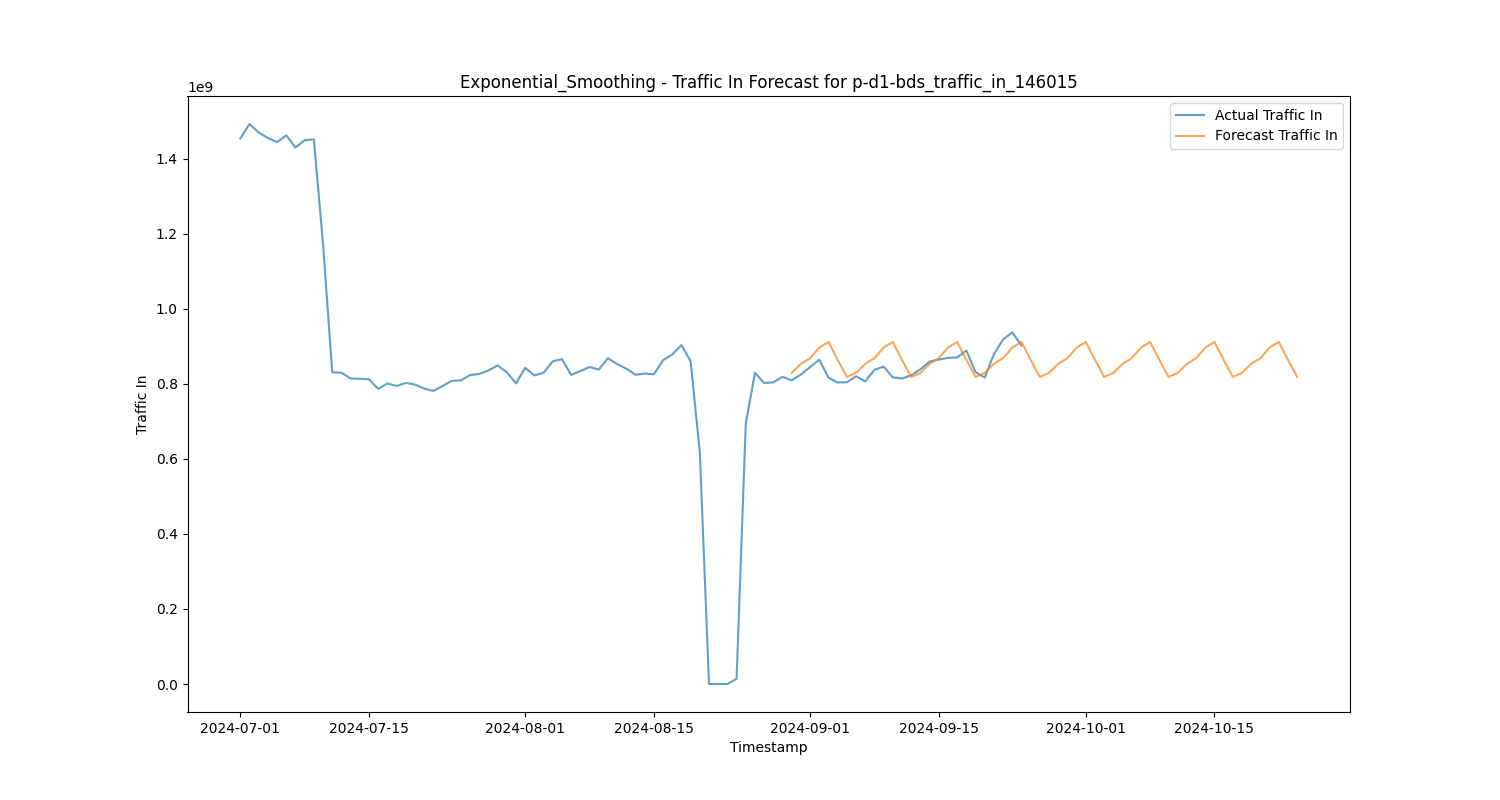 Exponential_Smoothing - Traffic In Forecast for p-d1-bds_traffic_in_146015
1e9
Actual Traffic In
Forecast Traffic In
1.4
1.2
1.0
0.8
0.6
0.4
0.2
0.0
Traffic In
2024-07-01 2024-07-15 2024-08-01 2024-08-15 2024-09-01 2024-09-15 2024-10-01 2024-10-15
Timestamp